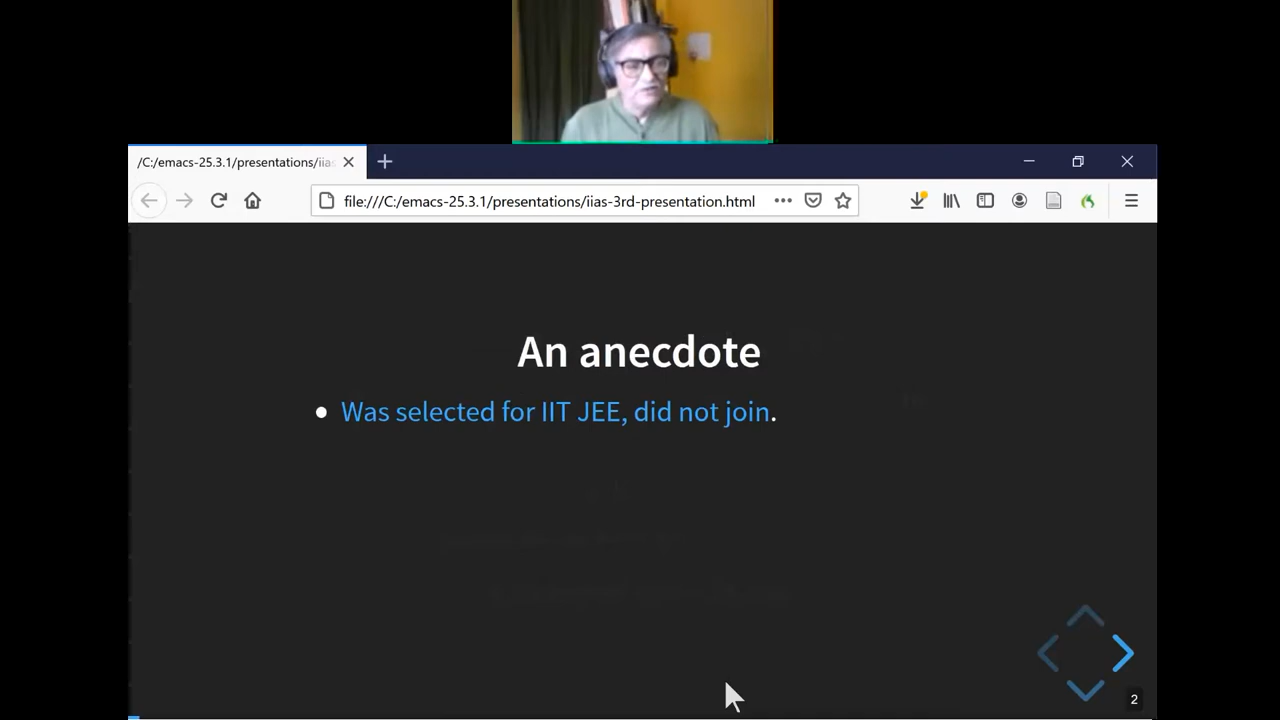 /C:/emacs-25.3.1/presentations/iias
file:///C:/emacs-25.3.1/presentations/iias-3rd-presentation.html
An anecdote
Was selected for IIT JEE, did not join.
2